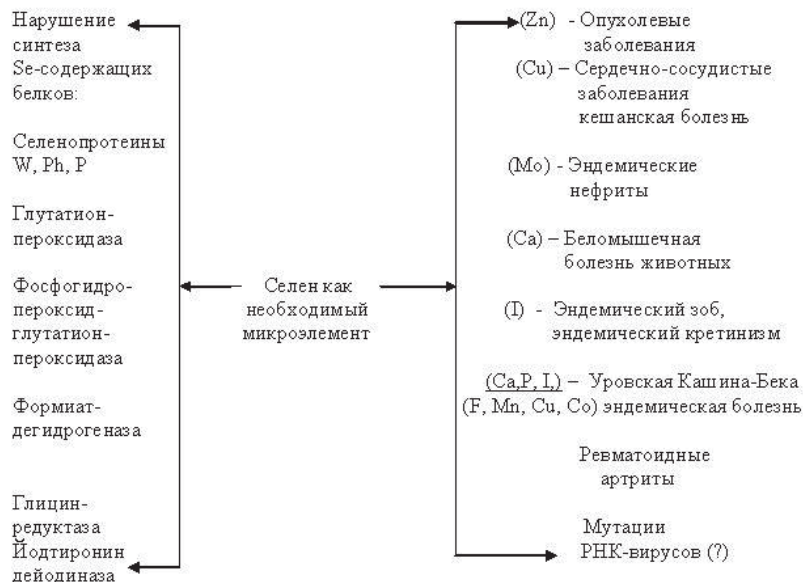 Нарушение
синтеза
Se-содержащих
белков:
Селенопротеины
W, Ph, P
Глутатион-
пероксидаза
Фосфогидро-
пероксид-
глутатион-
пероксидаза
Формиат-
дегидрогеназа
Глицин-
редуктаза
Йодтиронин
дейодиназа
Селен как
необходимый
микроэлемент
(Zn) - Опухолевые
заболевания
(Cu) – Сердечно-сосудистые
заболевания
кешанская болезнь
(Mo) - Эндемические
нефриты
(Ca) – Беломышечная
болезнь животных
(I) - Эндемический зоб,
эндемический кретинизм
(Ca,P, I,) – Уровская Кашина-Бека
(F, Mn, Cu, Co) эндемическая болезнь
Ревматоидные
артриты
Мутации
РНК-вирусов (?)